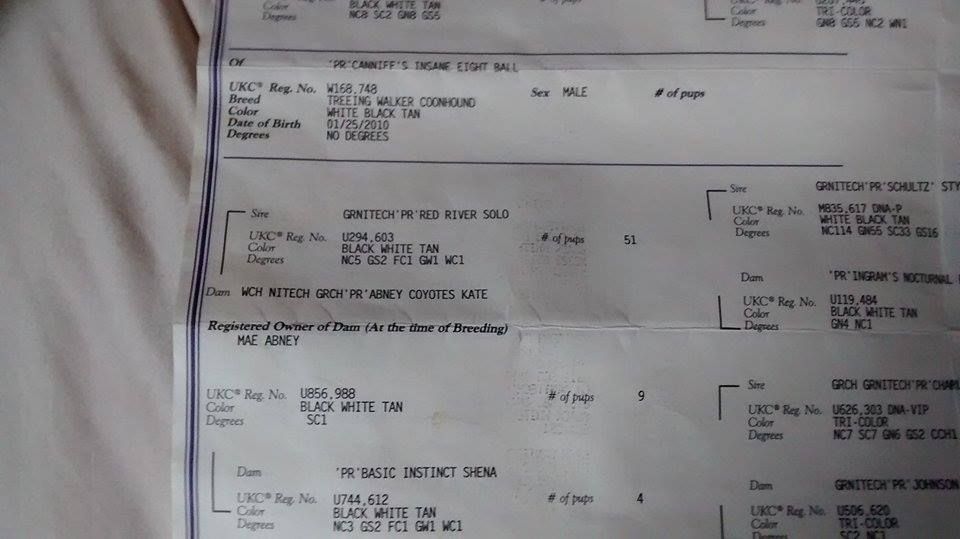 Color BLACK WHITE TAN
Degrees NC8 SC2 GN8 GS5
Color TRI-COLOR
Degrees GN8 GS5 NC2 WN1
Of 'PR'CANNIFF'S INSANE EIGHT BALL
UKC® Reg. No. W168,748 Sex MALE # of pups
Breed TREEING WALKER COONHOUND
Color WHITE BLACK TAN
Date of Birth 01/25/2010
Degrees NO DEGREES
Sire GRNITECH'PR'SCHULTZ' STY
UKC® Reg. No. M835,617 DNA-P
Color WHITE BLACK TAN
Degrees NC114 GN55 SC33 GS16
Sire GRNITECH'PR'RED RIVER SOLO
UKC® Reg. No. U294,603 # of pups 51
Color BLACK WHITE TAN
Degrees NC5 GS2 FC1 GW1 WC1
Dam 'PR'INGRAM'S NOCTURNAL
UKC® Reg. No. U119,484
Color BLACK WHITE TAN
Degrees GN4 NC1
Dam WCH NITECH GRCH'PR'ABNEY COYOTES KATE
Registered Owner of Dam (At the time of Breeding)
MAE ABNEY
UKC® Reg. No. U856,988 # of pups 9
Color BLACK WHITE TAN
Degrees SC1
Sire GRCH GRNITECH'PR'CHAMP
UKC® Reg. No. U626,303 DNA-VIP
Color TRI-COLOR
Degrees NC7 SC7 GN6 GS2 CCH1
Dam 'PR'BASIC INSTINCT SHENA
UKC® Reg. No. U744,612 # of pups 4
Color BLACK WHITE TAN
Degrees NC3 GS2 FC1 GW1 WC1
Dam GRNITECH'PR'JOHNSON
UKC® Reg. No. U506,620
Color TRI-COLOR
Degrees SC2 NC1